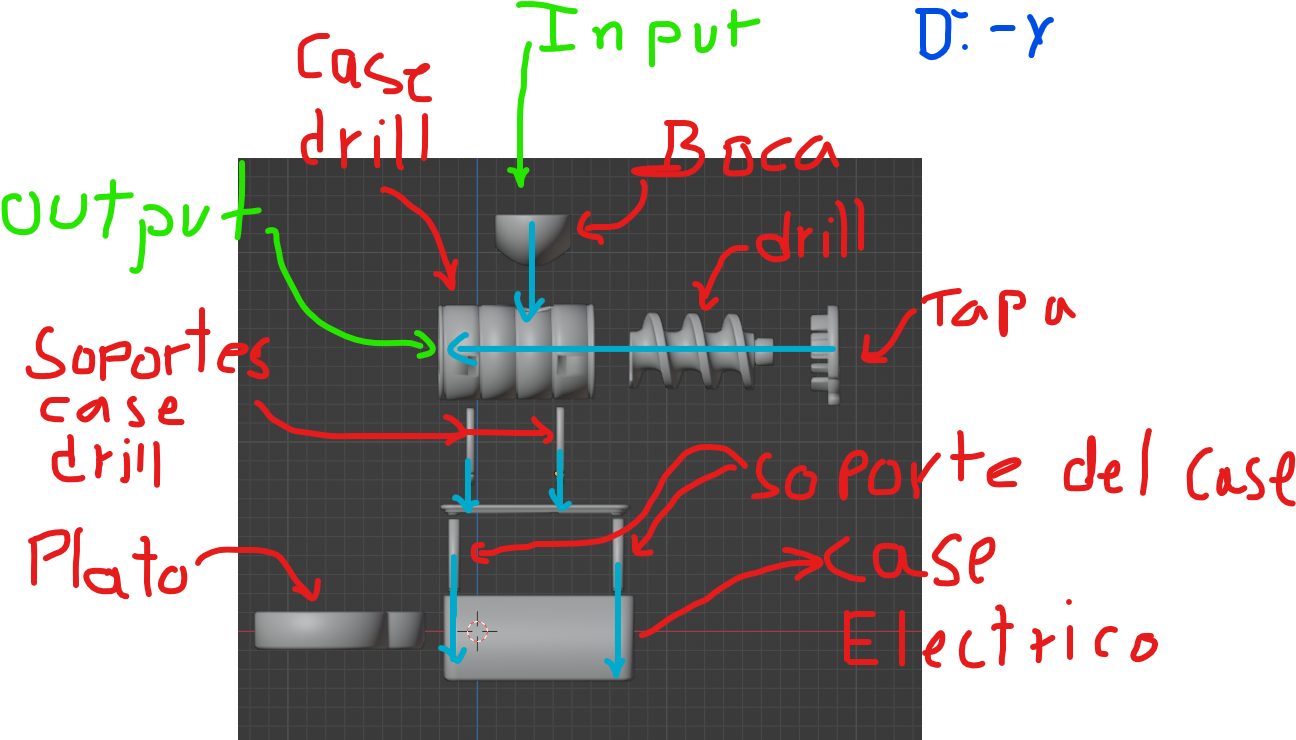 Input
D: -Y
Case
drill
Boca
output
drill
Tapa
Soportes
case
drill
Soporte del Case
Plato
Case
Electrico